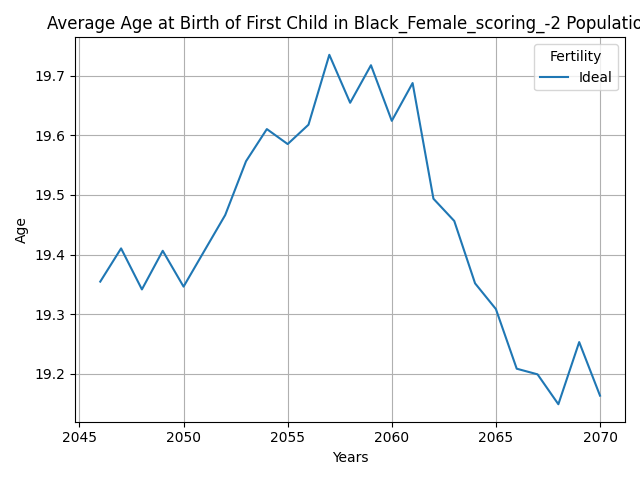 Average Age at Birth of First Child in Black_Female_scoring_-2 Populatio
Fertility
Ideal
19.7
19.6
19.5
19.4
19.3
19.2
Age
2045 2050 2055 2060 2065 2070
Years